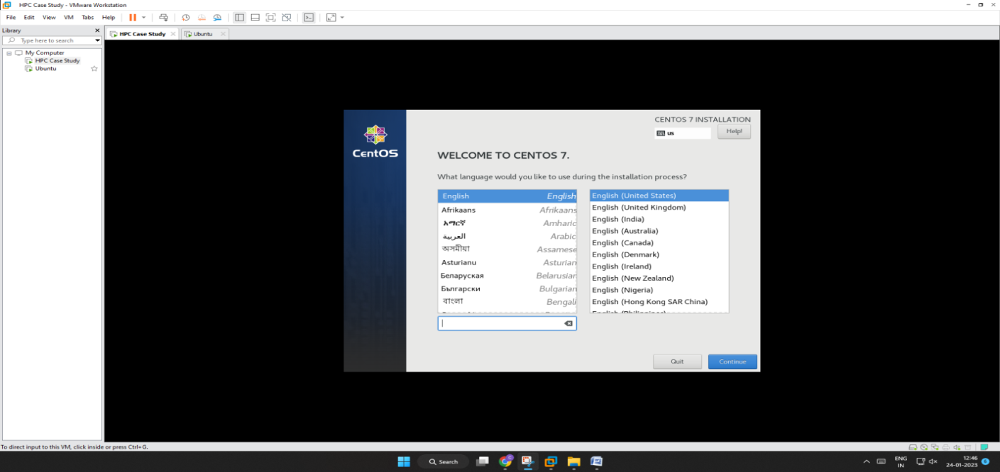 HPC Case Study - VMware Workstation
File Edit View VM Tabs Help
Library
Type here to search
My Computer
HPC Case Study
Ubuntu
HPC Case Study
Ubuntu
CentOS
CENTOS 7 INSTALLATION
us
Help!
WELCOME TO CENTOS 7.
What language would you like to use during the installation process?
English English
Afrikaans Afrikaans
አማርኛ Amharic
العربية Arabic
অসমীয়া Assamese
Asturianu Asturian
Беларуская Belarusian
Български Bulgarian
বাংলা Bengali
English (United States)
English (United Kingdom)
English (India)
English (Australia)
English (Canada)
English (Denmark)
English (Ireland)
English (New Zealand)
English (Nigeria)
English (Hong Kong SAR China)
English (Philippines)
Quit
Continue
To direct input to this VM, click inside or press Ctrl+G.
Search
ENG
IN
12:46
24-01-2023